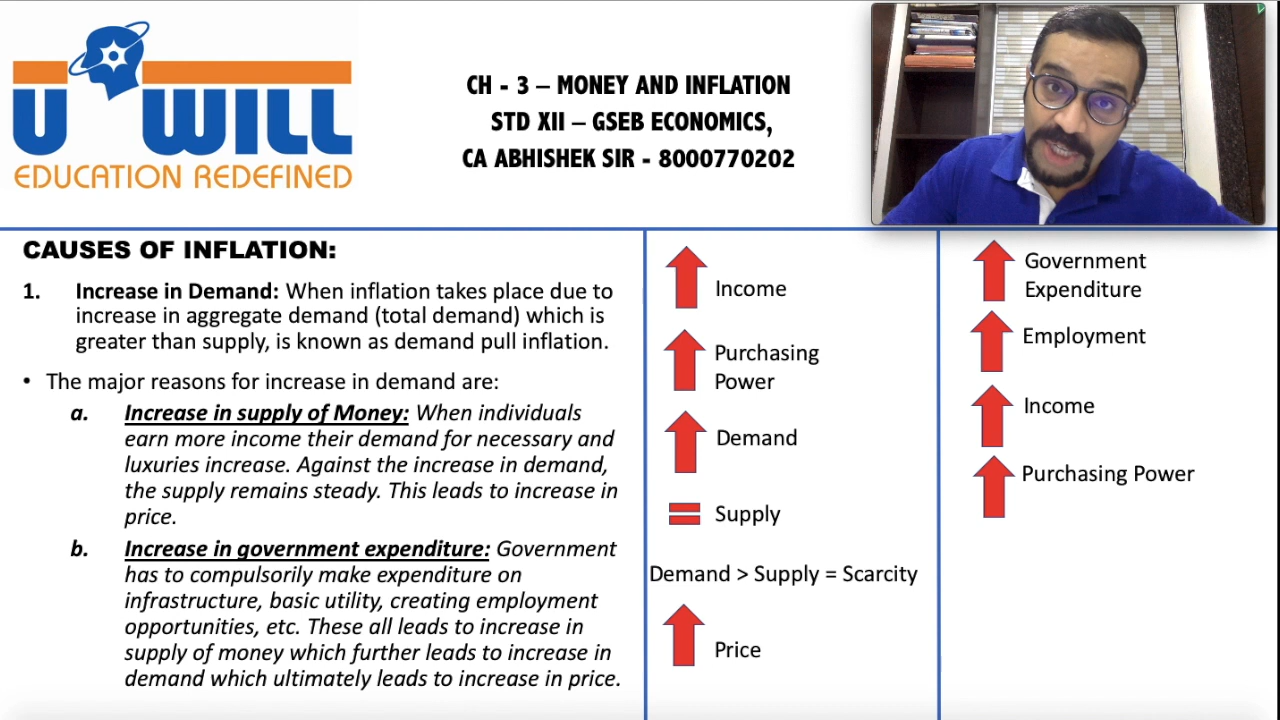 U WILL
EDUCATION REDEFINED
CH - 3 – MONEY AND INFLATION
STD XII – GSEB ECONOMICS,
CA ABHISHEK SIR - 8000770202
CAUSES OF INFLATION:
1. Increase in Demand: When inflation takes place due to
increase in aggregate demand (total demand) which is
greater than supply, is known as demand pull inflation.
• The major reasons for increase in demand are:
a. Increase in supply of Money: When individuals
earn more income their demand for necessary and
luxuries increase. Against the increase in demand,
the supply remains steady. This leads to increase in
price.
b. Increase in government expenditure: Government
has to compulsorily make expenditure on
infrastructure, basic utility, creating employment
opportunities, etc. These all leads to increase in
supply of money which further leads to increase in
demand which ultimately leads to increase in price.
Income
Purchasing
Power
Demand
Supply
Demand > Supply = Scarcity
Price
Government
Expenditure
Employment
Income
Purchasing Power